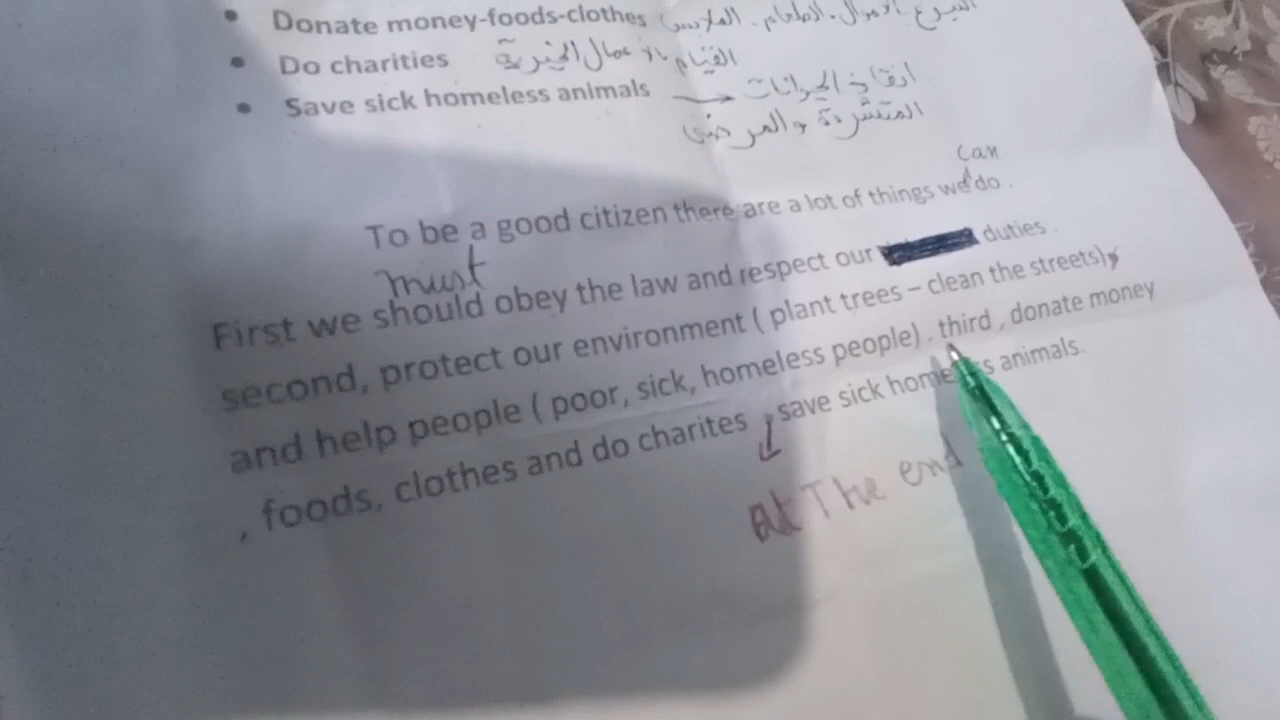 • Donate money-foods-clothes التبرع بالاموال. الطعام. الملابس
• Do charities القيام بالاعمال الخيرية
• Save sick homeless animals → انقاذ الحيوانات
المتشردة والمرضى
can
To be a good citizen there are a lot of things we do .
must
First we should obey the law and respect our duties .
second, protect our environment ( plant trees – clean the streets),
and help people ( poor, sick, homeless people) . third , donate money
, foods, clothes and do charites , save sick homeless animals.
at The end